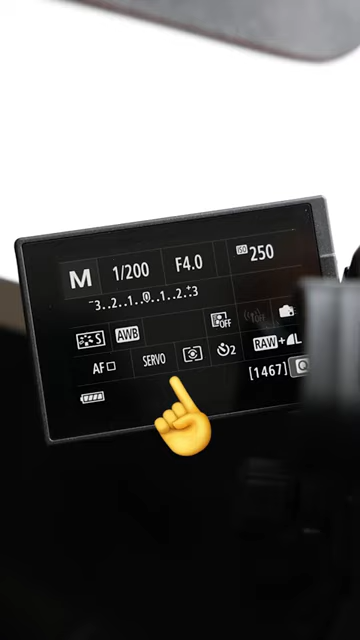 M 1/200 F4.0 ISO 250
-3..2..1..0..1..2.+3
S AWB OFF OFF
AF SERVO 2 RAW+L
[1467] Q